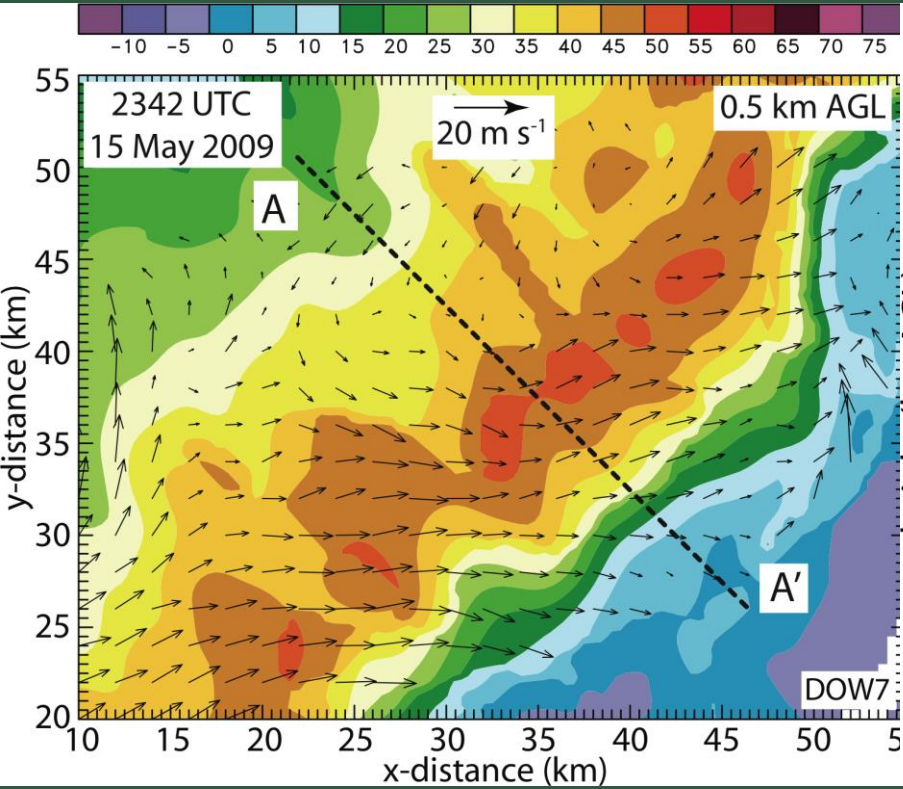 -10 -5 0 5 10 15 20 25 30 35 40 45 50 55 60 65 70 75
55
2342 UTC
15 May 2009
20 m s⁻¹
0.5 km AGL
50
A
45
y-distance (km)
40
35
30
A′
25
DOW7
20
10 15 20 25 30 35 40 45 50 5
x-distance (km)